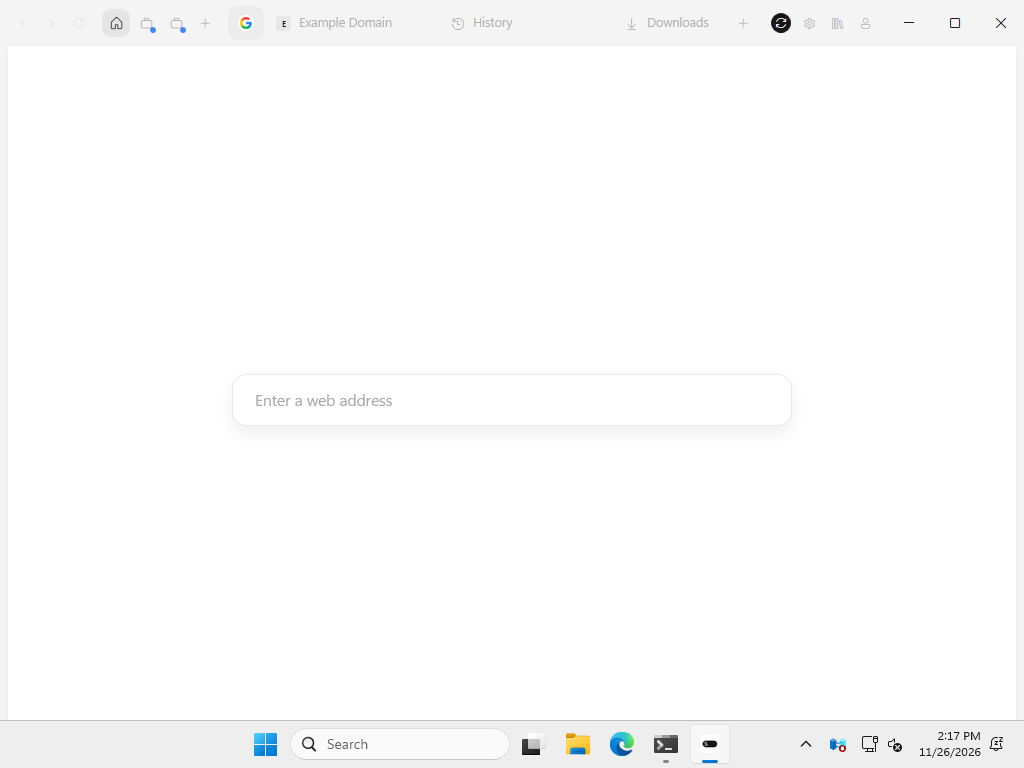 E Example Domain
History
Downloads
Enter a web address
Search
2:17 PM
11/26/2026